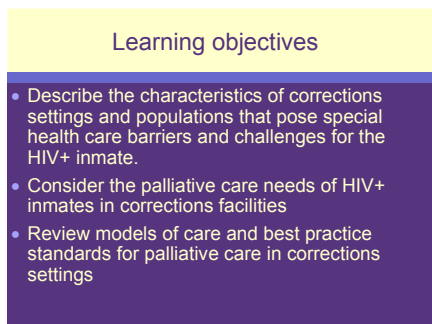 Learning objectives
• Describe the characteristics of corrections
settings and populations that pose special
health care barriers and challenges for the
HIV+ inmate.
• Consider the palliative care needs of HIV+
inmates in corrections facilities
• Review models of care and best practice
standards for palliative care in corrections
settings